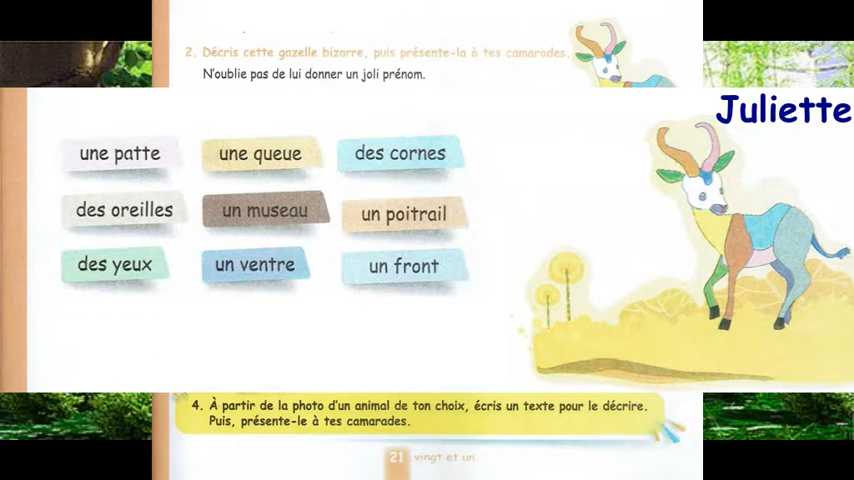 2. Décris cette gazelle bizarre, puis présente-la à tes camarades.
N'oublie pas de lui donner un joli prénom.
Juliette
une patte
une queue
des cornes
des oreilles
un museau
un poitrail
des yeux
un ventre
un front
4. À partir de la photo d'un animal de ton choix, écris un texte pour le décrire.
Puis, présente-le à tes camarades.
21 vingt et un